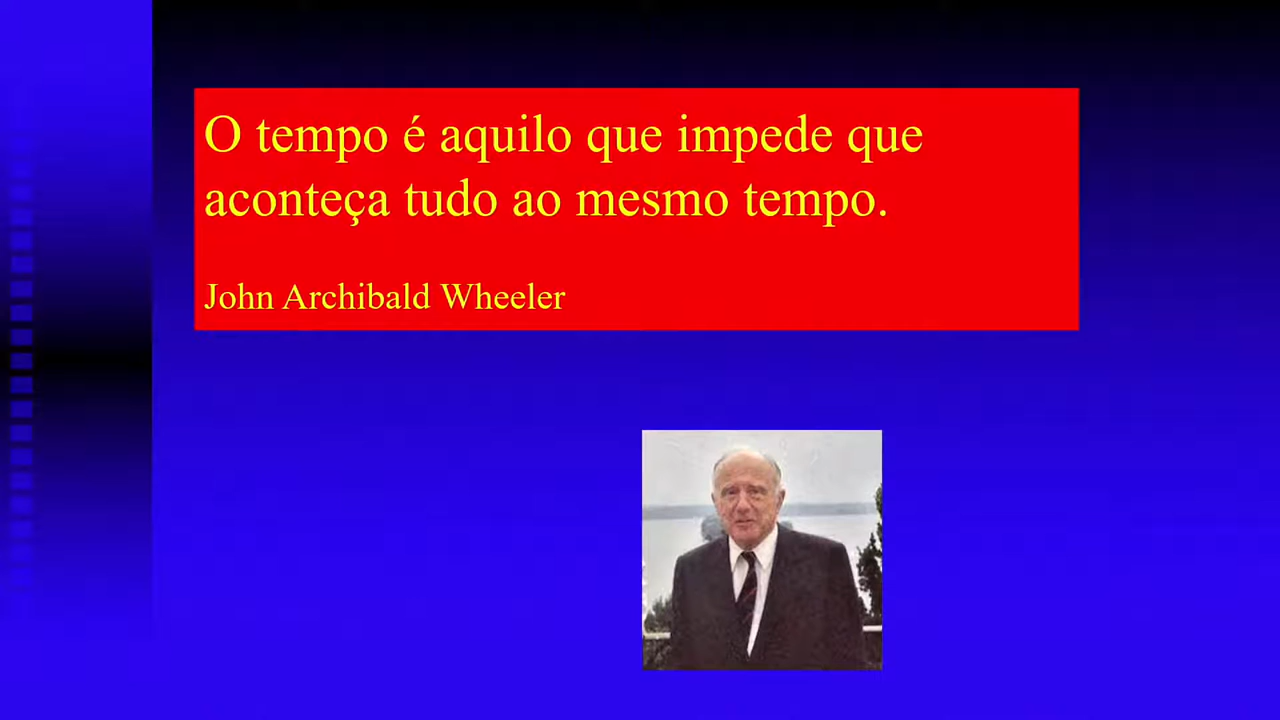 O tempo é aquilo que impede que
aconteça tudo ao mesmo tempo.
John Archibald Wheeler